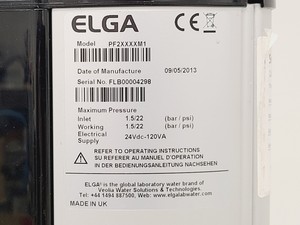 ELGA CE
Model PF2XXXXM1
Date of Manufacture 09/05/2013
Serial No. FLB00004298
Maximum Pressure
Inlet 1.5/22 (bar / psi)
Working 1.5/22 (bar / psi)
Electrical 24Vdc-120VA
Supply
REFER TO OPERATING INSTRUCTIONS
SU REFERER AU MANUEL D'OPERATION
IN DER BEDIENUNGSANLEITUNG NACHSEHEN
ELGA® is the global laboratory water brand of
Veolia Water Solutions & Technologies.
Tel: +44 1494 887500, Web: www.elgalabwater.com
MADE IN UK